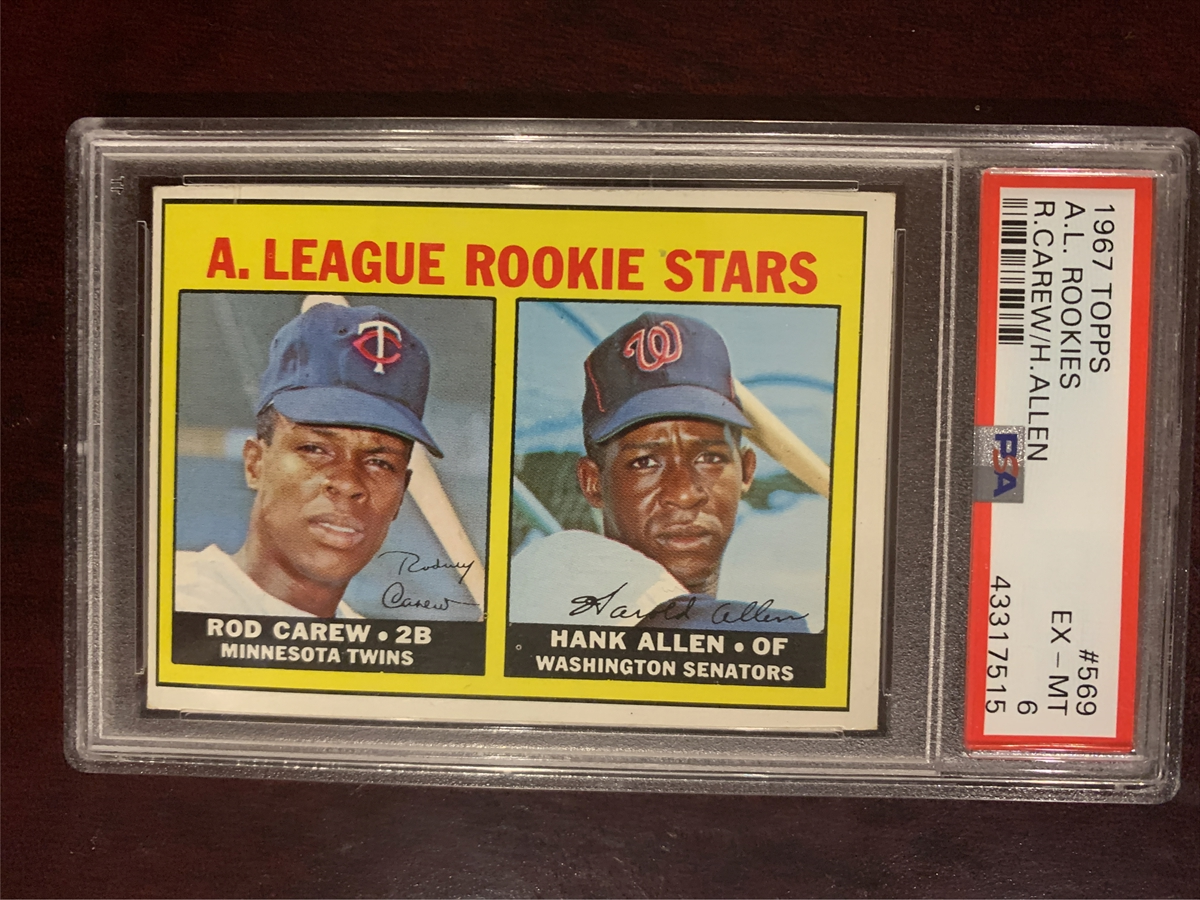 A. LEAGUE ROOKIE STARS
TC
W
Rodney
Carew
Harold Allen
ROD CAREW • 2B
MINNESOTA TWINS
HANK ALLEN • OF
WASHINGTON SENATORS
1967 TOPPS #569
A.L. ROOKIES EX - MT
R.CAREW/H.ALLEN 6
PSA 43317515